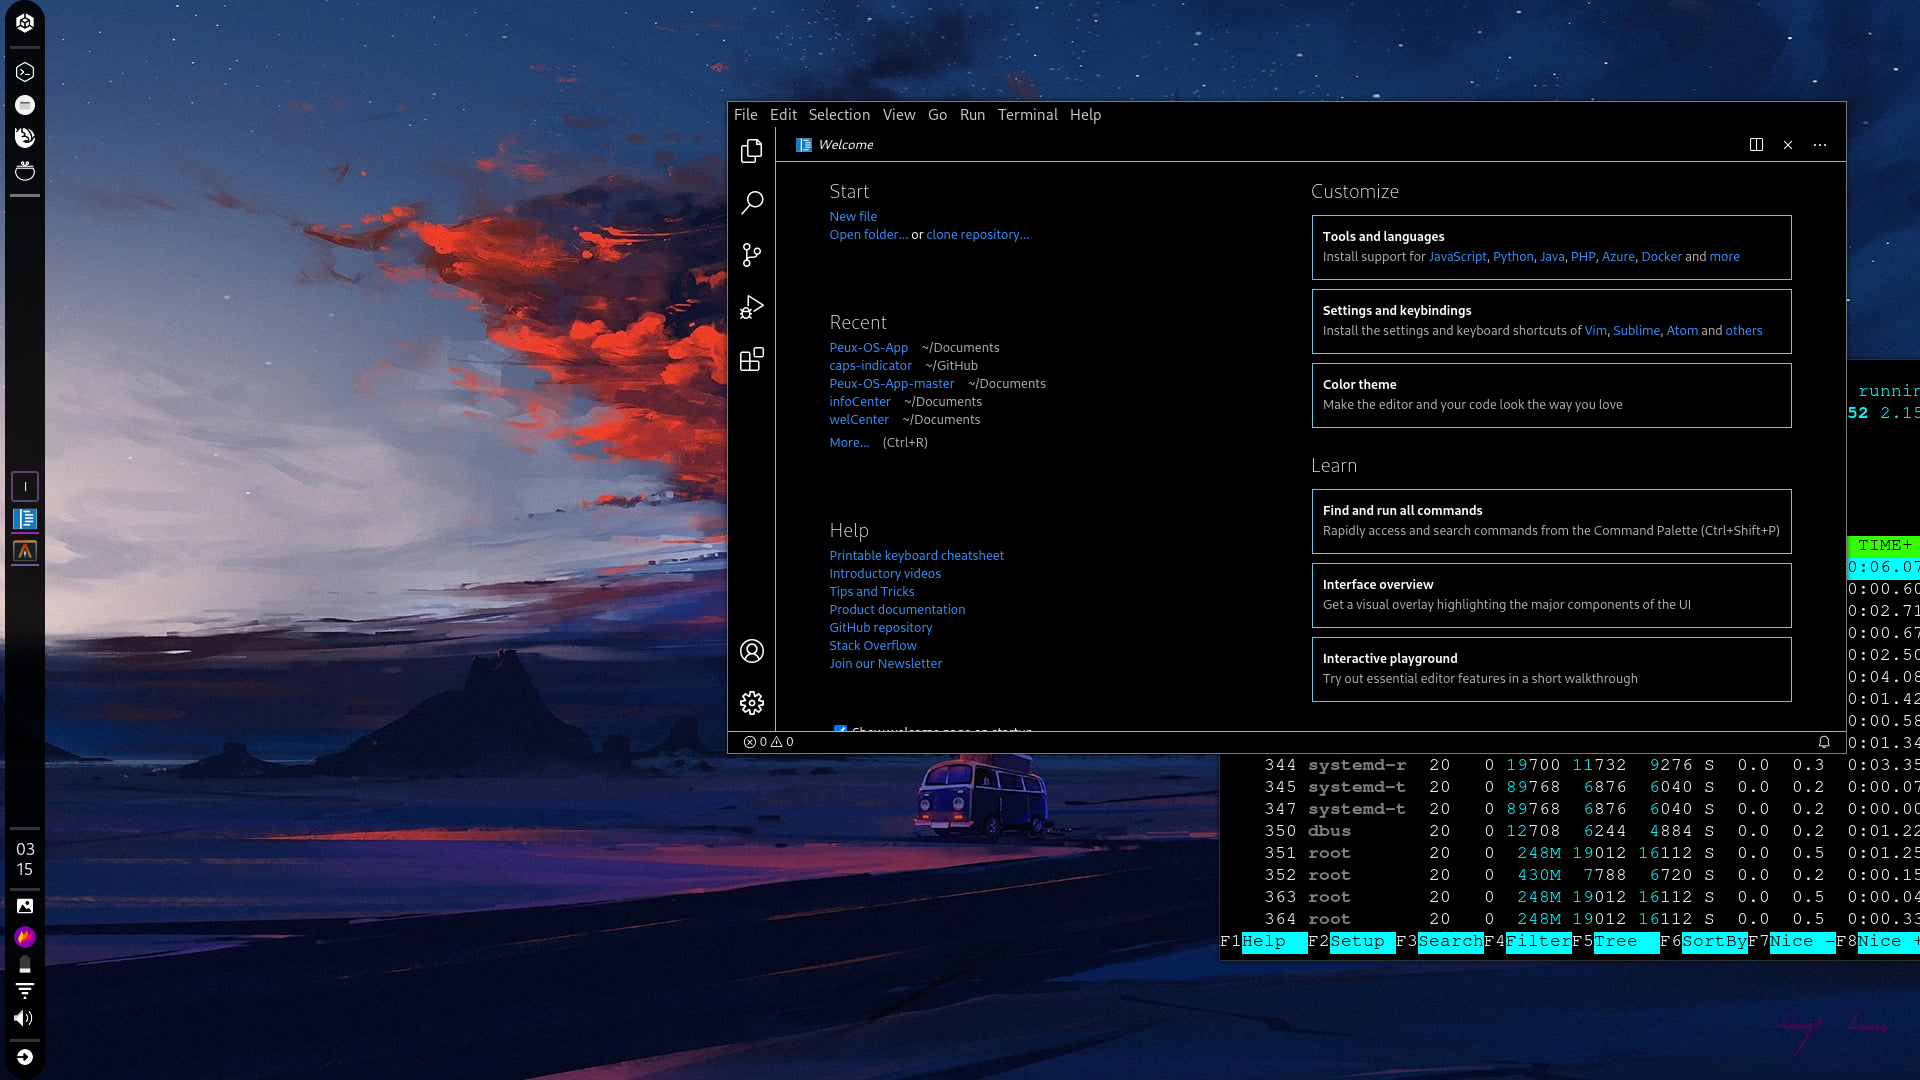 File Edit Selection View Go Run Terminal Help
Welcome
Start
New file
Open folder... or clone repository...
Recent
Peux-OS-App ~/Documents
caps-indicator ~/GitHub
Peux-OS-App-master ~/Documents
infoCenter ~/Documents
welCenter ~/Documents
More... (Ctrl+R)
Help
Printable keyboard cheatsheet
Introductory videos
Tips and Tricks
Product documentation
GitHub repository
Stack Overflow
Join our Newsletter
Show welcome page on startup
Customize
Tools and languages
Install support for JavaScript, Python, Java, PHP, Azure, Docker and more
Settings and keybindings
Install the settings and keyboard shortcuts of Vim, Sublime, Atom and others
Color theme
Make the editor and your code look the way you love
Learn
Find and run all commands
Rapidly access and search commands from the Command Palette (Ctrl+Shift+P)
Interface overview
Get a visual overlay highlighting the major components of the UI
Interactive playground
Try out essential editor features in a short walkthrough
0 0
I
03
15
runnin
52 2.15
TIME+
0:06.07
0:00.60
0:02.71
0:00.67
0:02.50
0:04.08
0:01.42
0:00.58
0:01.34
344 systemd-r 20 0 19700 11732 9276 S 0.0 0.3 0:03.35
345 systemd-t 20 0 89768 6876 6040 S 0.0 0.2 0:00.07
347 systemd-t 20 0 89768 6876 6040 S 0.0 0.2 0:00.00
350 dbus 20 0 12708 6244 4884 S 0.0 0.2 0:01.22
351 root 20 0 248M 19012 16112 S 0.0 0.5 0:01.25
352 root 20 0 430M 7788 6720 S 0.0 0.2 0:00.15
363 root 20 0 248M 19012 16112 S 0.0 0.5 0:00.04
364 root 20 0 248M 19012 16112 S 0.0 0.5 0:00.33
F1Help F2Setup F3SearchF4FilterF5Tree F6SortByF7Nice -F8Nice +